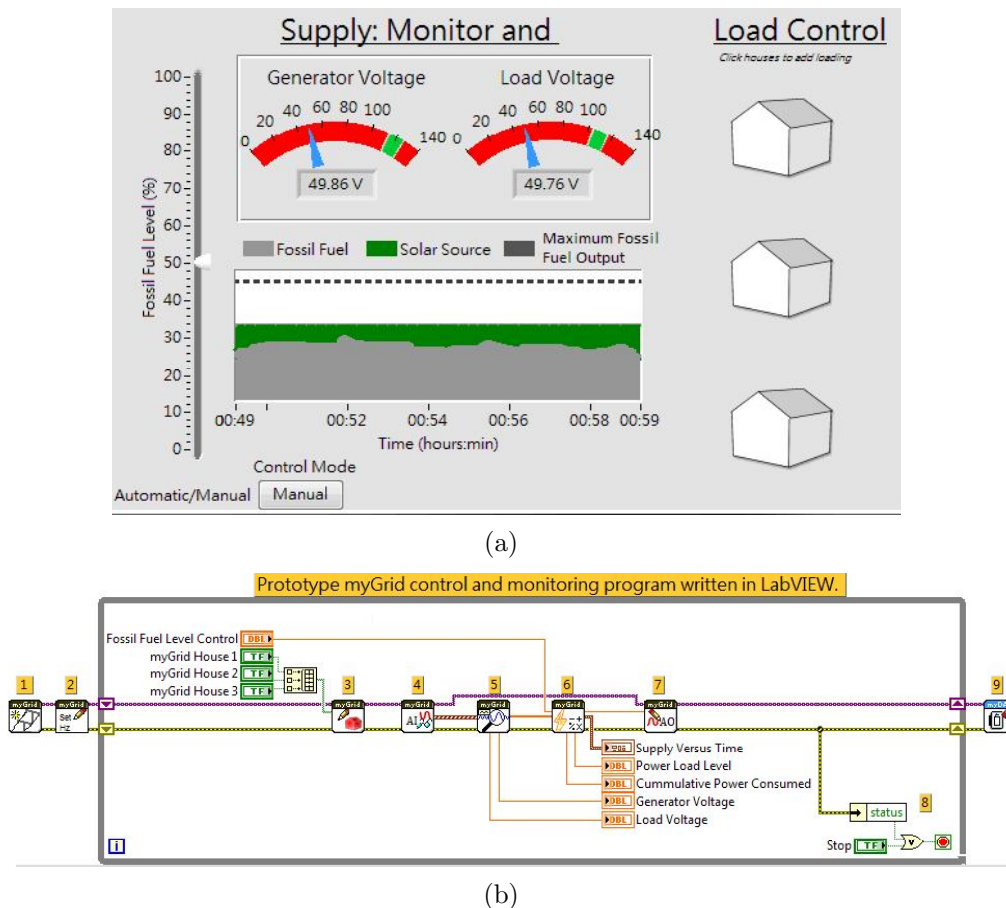 Supply: Monitor and
Load Control
Click houses to add loading
Generator Voltage
Load Voltage
0 20 40 60 80 100 140
0 20 40 60 80 100 140
49.86 V
49.76 V
Fossil Fuel Level (%)
100
90
80
70
60
50
40
30
20
10
0
Fossil Fuel
Solar Source
Maximum Fossil
Fuel Output
00:49 00:52 00:54 00:56 00:58 00:59
Time (hours:min)
Control Mode
Automatic/Manual Manual
(a)
Prototype myGrid control and monitoring program written in LabVIEW.
Fossil Fuel Level Control DBL
myGrid House 1 TF
myGrid House 2 TF
myGrid House 3 TF
1 2 3 4 5 6 7 9
myGrid myGrid myGrid myGrid myGrid myGrid
Set
Hz
AI
AO
Supply Versus Time
DBL Power Load Level
DBL Cummulative Power Consumed
DBL Generator Voltage
DBL Load Voltage
8
status
Stop TF
i
(b)